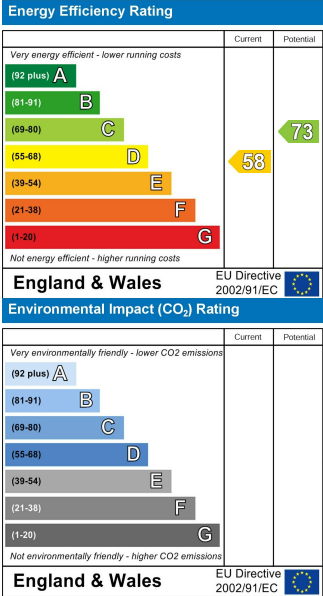 Energy Efficiency Rating
Current Potential
Very energy efficient - lower running costs
(92 plus) A
(81-91) B
(69-80) C
73
(55-68) D
58
(39-54) E
(21-38) F
(1-20) G
Not energy efficient - higher running costs
England & Wales
EU Directive
2002/91/EC
Environmental Impact (CO₂) Rating
Current Potential
Very environmentally friendly - lower CO2 emissions
(92 plus) A
(81-91) B
(69-80) C
(55-68) D
(39-54) E
(21-38) F
(1-20) G
Not environmentally friendly - higher CO2 emissions
England & Wales
EU Directive
2002/91/EC